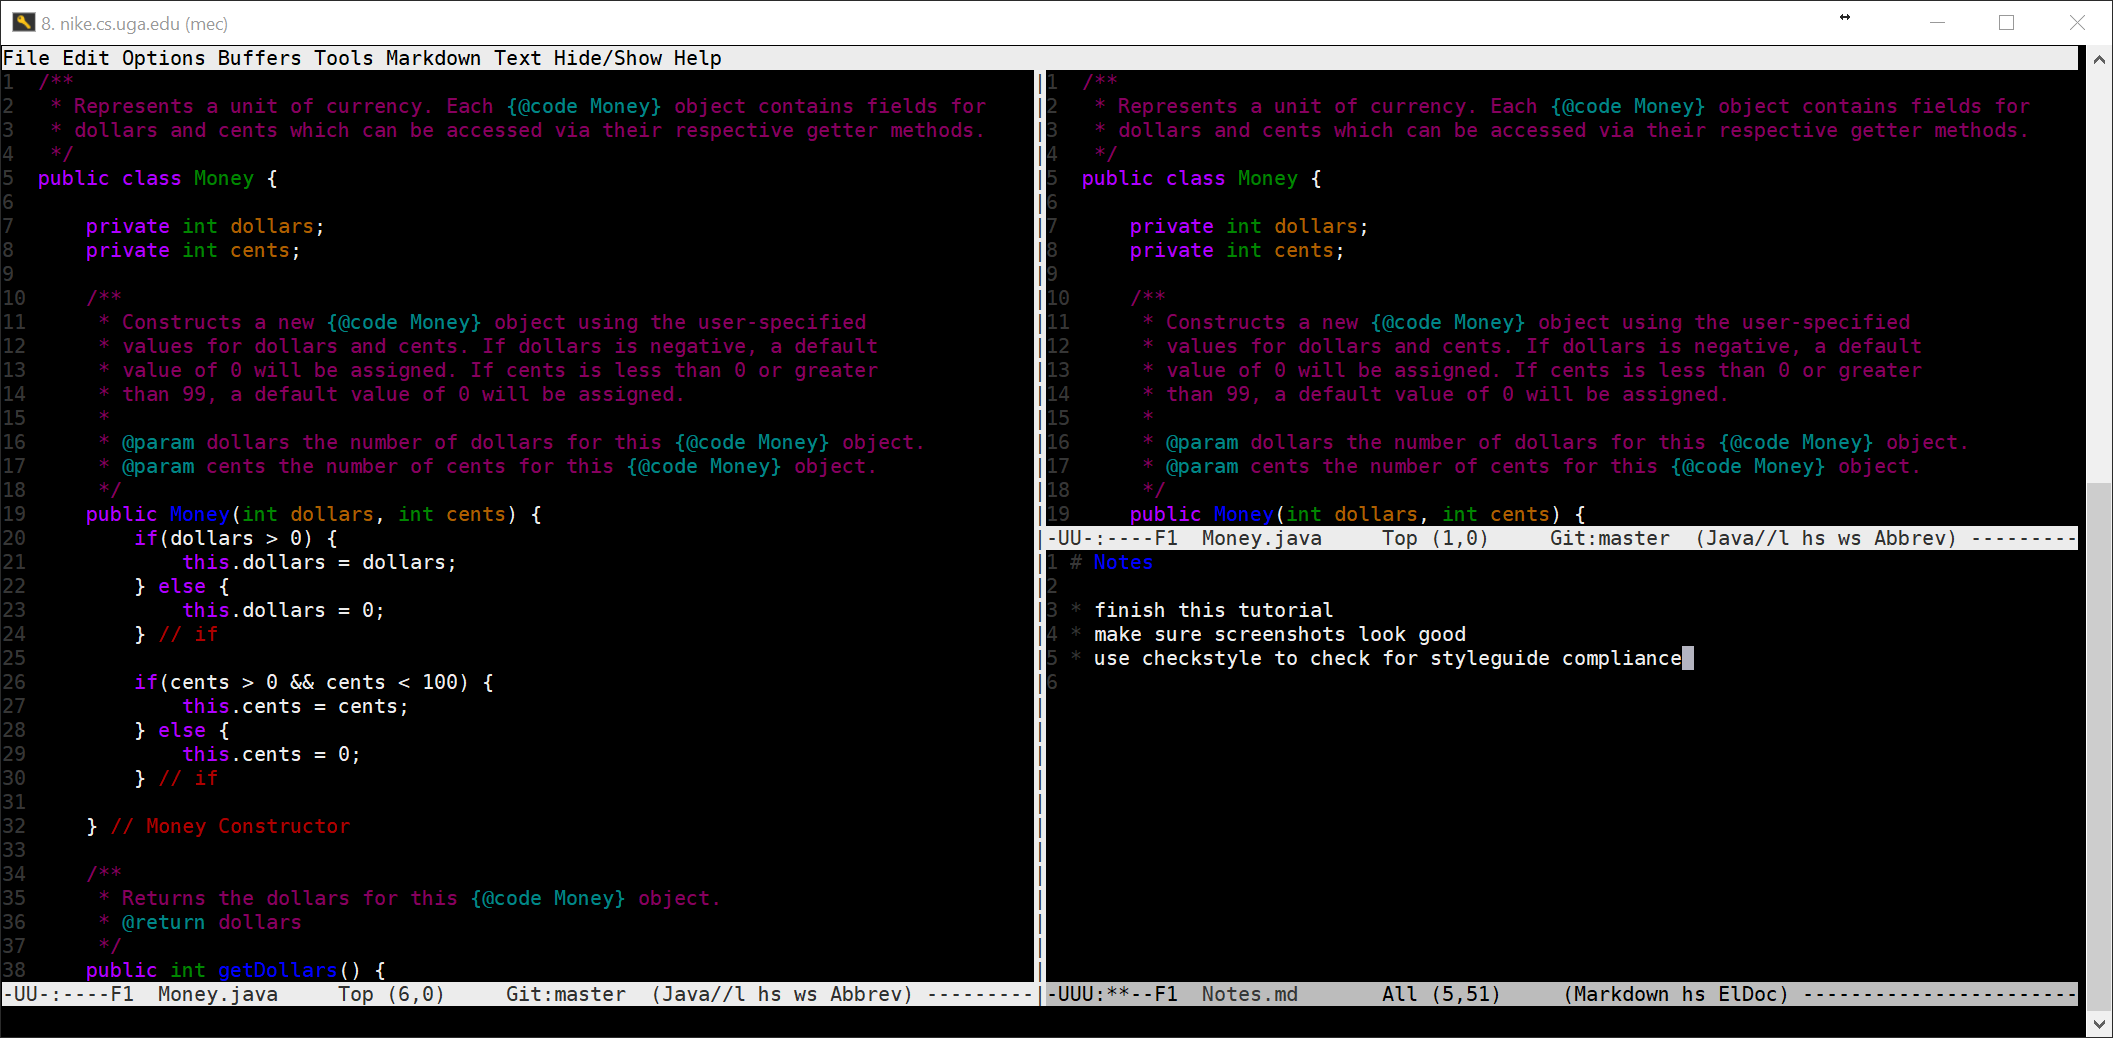 8. nike.cs.uga.edu (mec)
File Edit Options Buffers Tools Markdown Text Hide/Show Help
1  /**
2   * Represents a unit of currency. Each {@code Money} object contains fields for
3   * dollars and cents which can be accessed via their respective getter methods.
4   */
5  public class Money {
6
7      private int dollars;
8      private int cents;
9
10     /**
11      * Constructs a new {@code Money} object using the user-specified
12      * values for dollars and cents. If dollars is negative, a default
13      * value of 0 will be assigned. If cents is less than 0 or greater
14      * than 99, a default value of 0 will be assigned.
15      *
16      * @param dollars the number of dollars for this {@code Money} object.
17      * @param cents the number of cents for this {@code Money} object.
18      */
19     public Money(int dollars, int cents) {
20         if(dollars > 0) {
21             this.dollars = dollars;
22         } else {
23             this.dollars = 0;
24         } // if
25
26         if(cents > 0 && cents < 100) {
27             this.cents = cents;
28         } else {
29             this.cents = 0;
30         } // if
31
32     } // Money Constructor
33
34     /**
35      * Returns the dollars for this {@code Money} object.
36      * @return dollars
37      */
38     public int getDollars() {
-UU-:----F1  Money.java     Top (6,0)     Git:master  (Java//l hs ws Abbrev) ---------
1  /**
2   * Represents a unit of currency. Each {@code Money} object contains fields for
3   * dollars and cents which can be accessed via their respective getter methods.
4   */
5  public class Money {
6
7      private int dollars;
8      private int cents;
9
10     /**
11      * Constructs a new {@code Money} object using the user-specified
12      * values for dollars and cents. If dollars is negative, a default
13      * value of 0 will be assigned. If cents is less than 0 or greater
14      * than 99, a default value of 0 will be assigned.
15      *
16      * @param dollars the number of dollars for this {@code Money} object.
17      * @param cents the number of cents for this {@code Money} object.
18      */
19     public Money(int dollars, int cents) {
-UU-:----F1  Money.java     Top (1,0)     Git:master  (Java//l hs ws Abbrev) ---------
1 # Notes
2
3 * finish this tutorial
4 * make sure screenshots look good
5 * use checkstyle to check for styleguide compliance
6
-UUU:**--F1  Notes.md       All (5,51)     (Markdown hs ElDoc) -----------------------